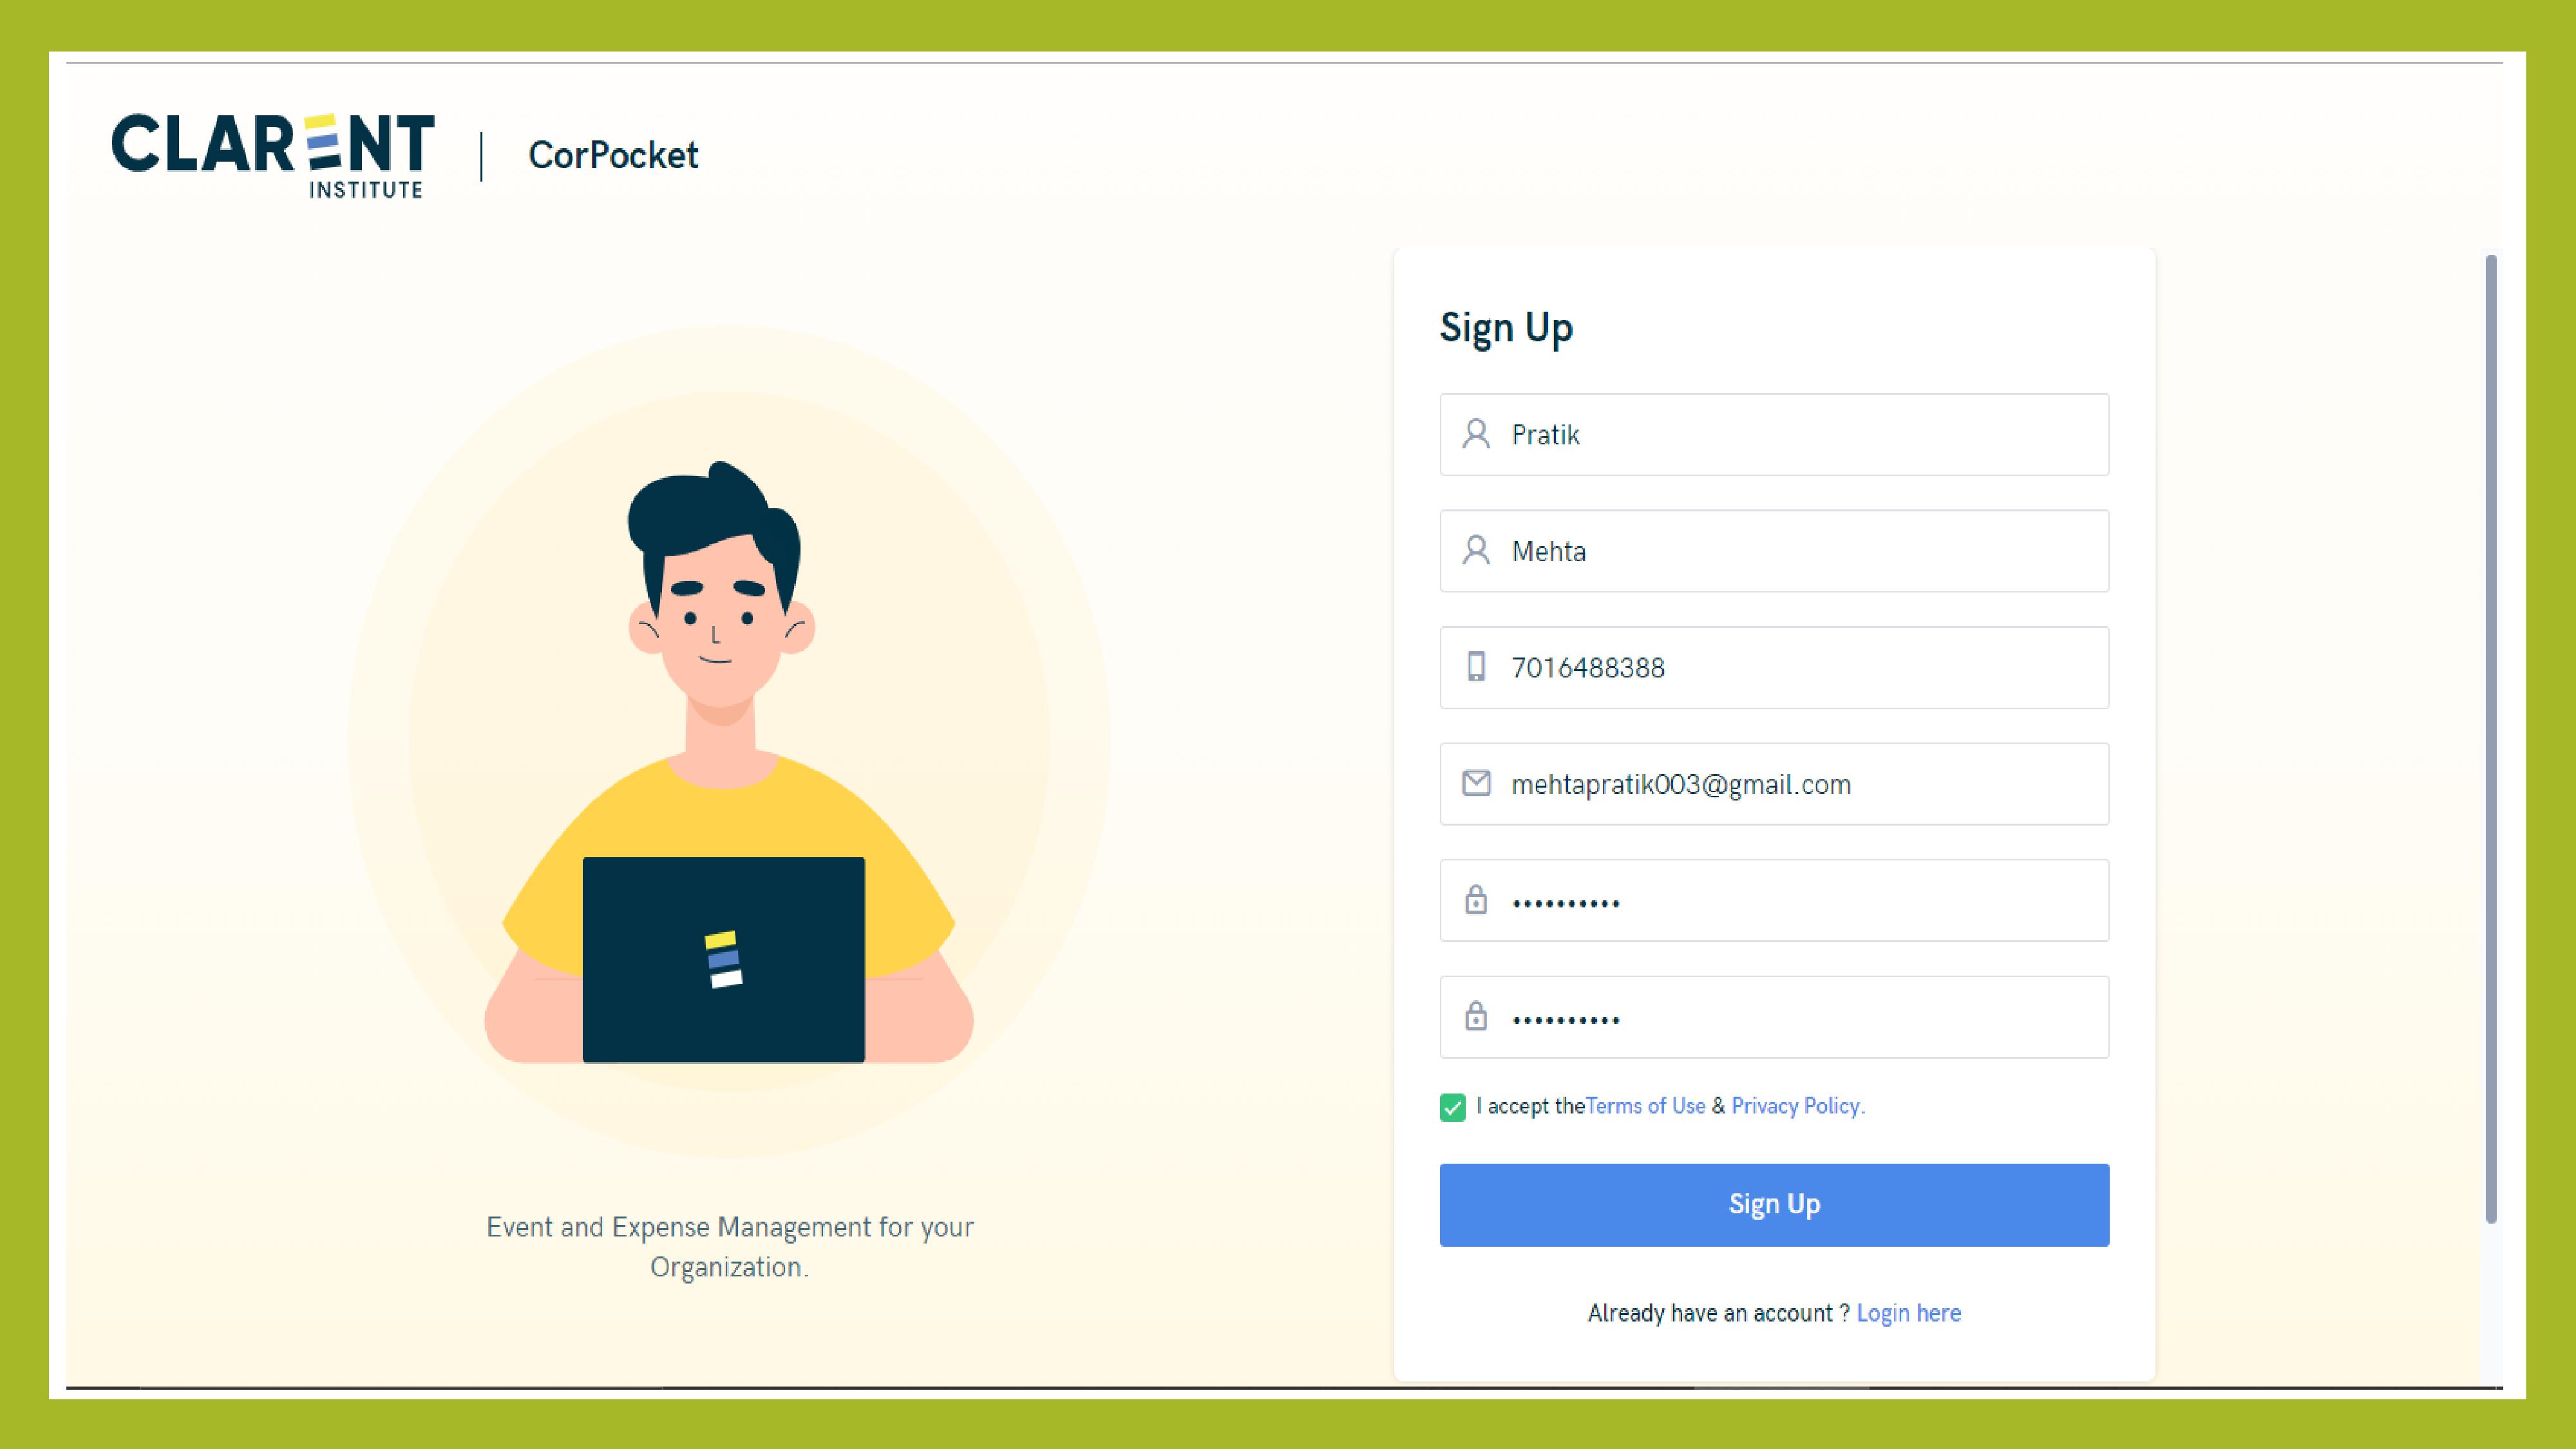 CLARENT
INSTITUTE
CorPocket
Sign Up
Pratik
Mehta
7016488388
mehtapratik003@gmail.com
••••••••••
••••••••••
I accept theTerms of Use & Privacy Policy.
Sign Up
Already have an account ? Login here
Event and Expense Management for your
Organization.